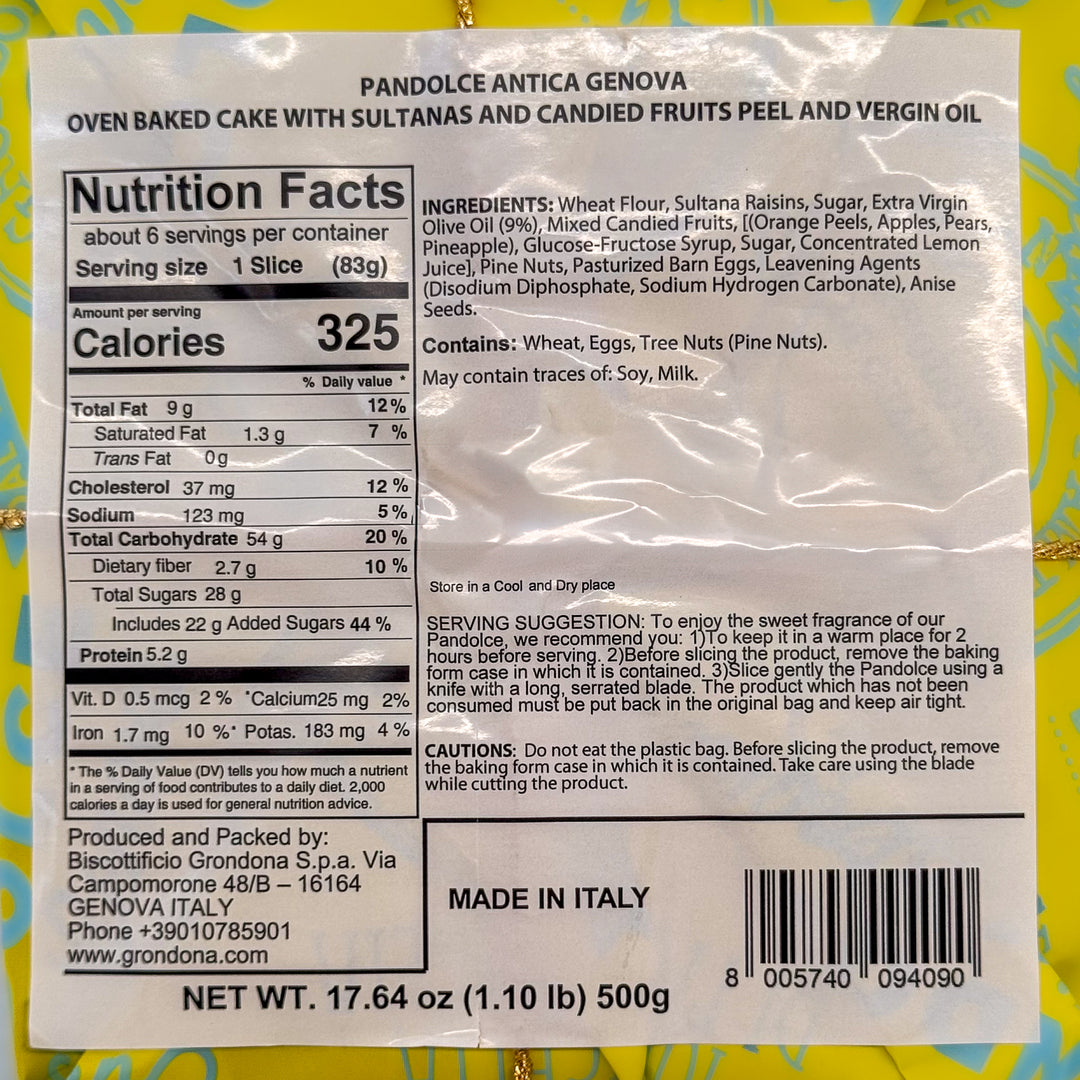 PANDOLCE ANTICA GENOVA
OVEN BAKED CAKE WITH SULTANAS AND CANDIED FRUITS PEEL AND VERGIN OIL
Nutrition Facts
about 6 servings per container
Serving size 1 Slice (83g)
Amount per serving
Calories 325
% Daily value *
Total Fat 9 g 12%
Saturated Fat 1.3 g 7 %
Trans Fat 0g
Cholesterol 37 mg 12 %
Sodium 123 mg 5%
Total Carbohydrate 54 g 20 %
Dietary fiber 2.7 g 10 %
Total Sugars 28 g
Includes 22 g Added Sugars 44 %
Protein 5.2 g
Vit. D 0.5 mcg 2 % *Calcium25 mg 2%
Iron 1.7 mg 10 %* Potas. 183 mg 4 %
* The % Daily Value (DV) tells you how much a nutrient
in a serving of food contributes to a daily diet. 2,000
calories a day is used for general nutrition advice.
INGREDIENTS: Wheat Flour, Sultana Raisins, Sugar, Extra Virgin
Olive Oil (9%), Mixed Candied Fruits, [(Orange Peels, Apples, Pears,
Pineapple), Glucose-Fructose Syrup, Sugar, Concentrated Lemon
Juice], Pine Nuts, Pasturized Barn Eggs, Leavening Agents
(Disodium Diphosphate, Sodium Hydrogen Carbonate), Anise
Seeds.
Contains: Wheat, Eggs, Tree Nuts (Pine Nuts).
May contain traces of: Soy, Milk.
Store in a Cool and Dry place
SERVING SUGGESTION: To enjoy the sweet fragrance of our
Pandolce, we recommend you: 1)To keep it in a warm place for 2
hours before serving. 2)Before slicing the product, remove the baking
form case in which it is contained. 3)Slice gently the Pandolce using a
knife with a long, serrated blade. The product which has not been
consumed must be put back in the original bag and keep air tight.
CAUTIONS: Do not eat the plastic bag. Before slicing the product, remove
the baking form case in which it is contained. Take care using the blade
while cutting the product.
Produced and Packed by:
Biscottificio Grondona S.p.a. Via
Campomorone 48/B – 16164
GENOVA ITALY
Phone +39010785901
www.grondona.com
MADE IN ITALY
8 005740 094090
NET WT. 17.64 oz (1.10 lb) 500g